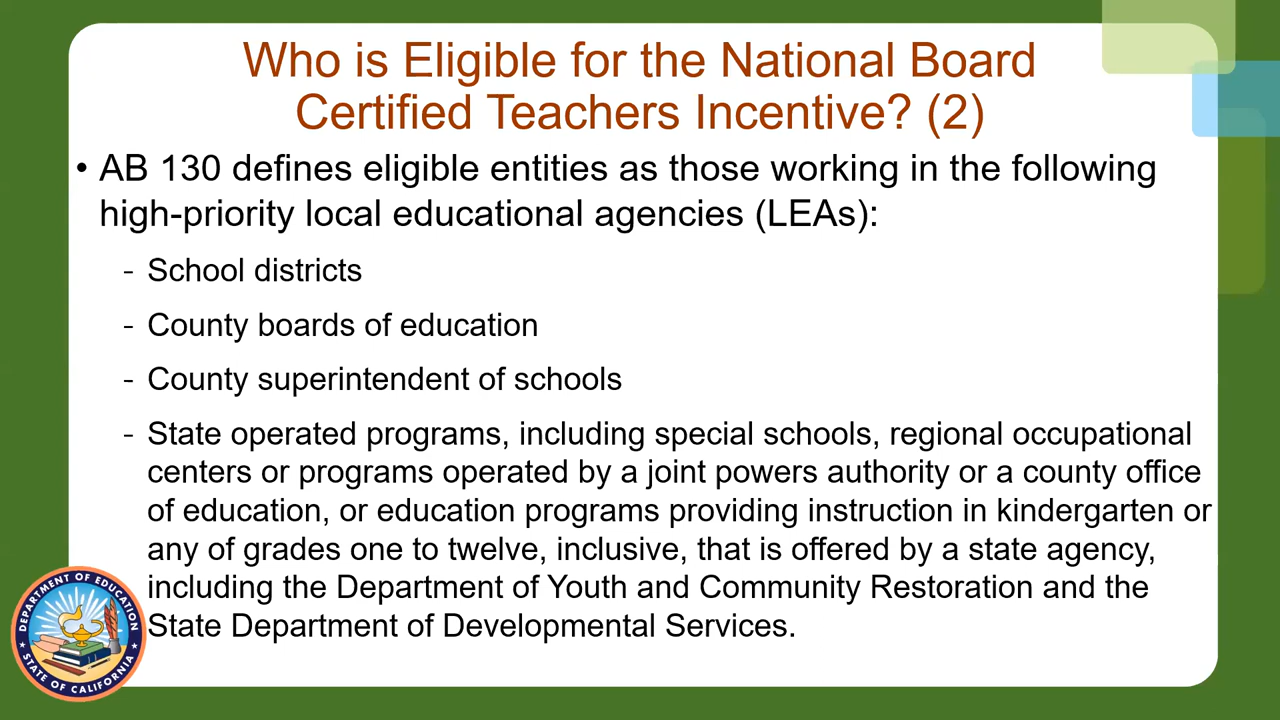 Who is Eligible for the National Board
Certified Teachers Incentive? (2)
• AB 130 defines eligible entities as those working in the following
high-priority local educational agencies (LEAs):
- School districts
- County boards of education
- County superintendent of schools
- State operated programs, including special schools, regional occupational
centers or programs operated by a joint powers authority or a county office
of education, or education programs providing instruction in kindergarten or
any of grades one to twelve, inclusive, that is offered by a state agency,
including the Department of Youth and Community Restoration and the
State Department of Developmental Services.
DEPARTMENT OF EDUCATION
STATE OF CALIFORNIA